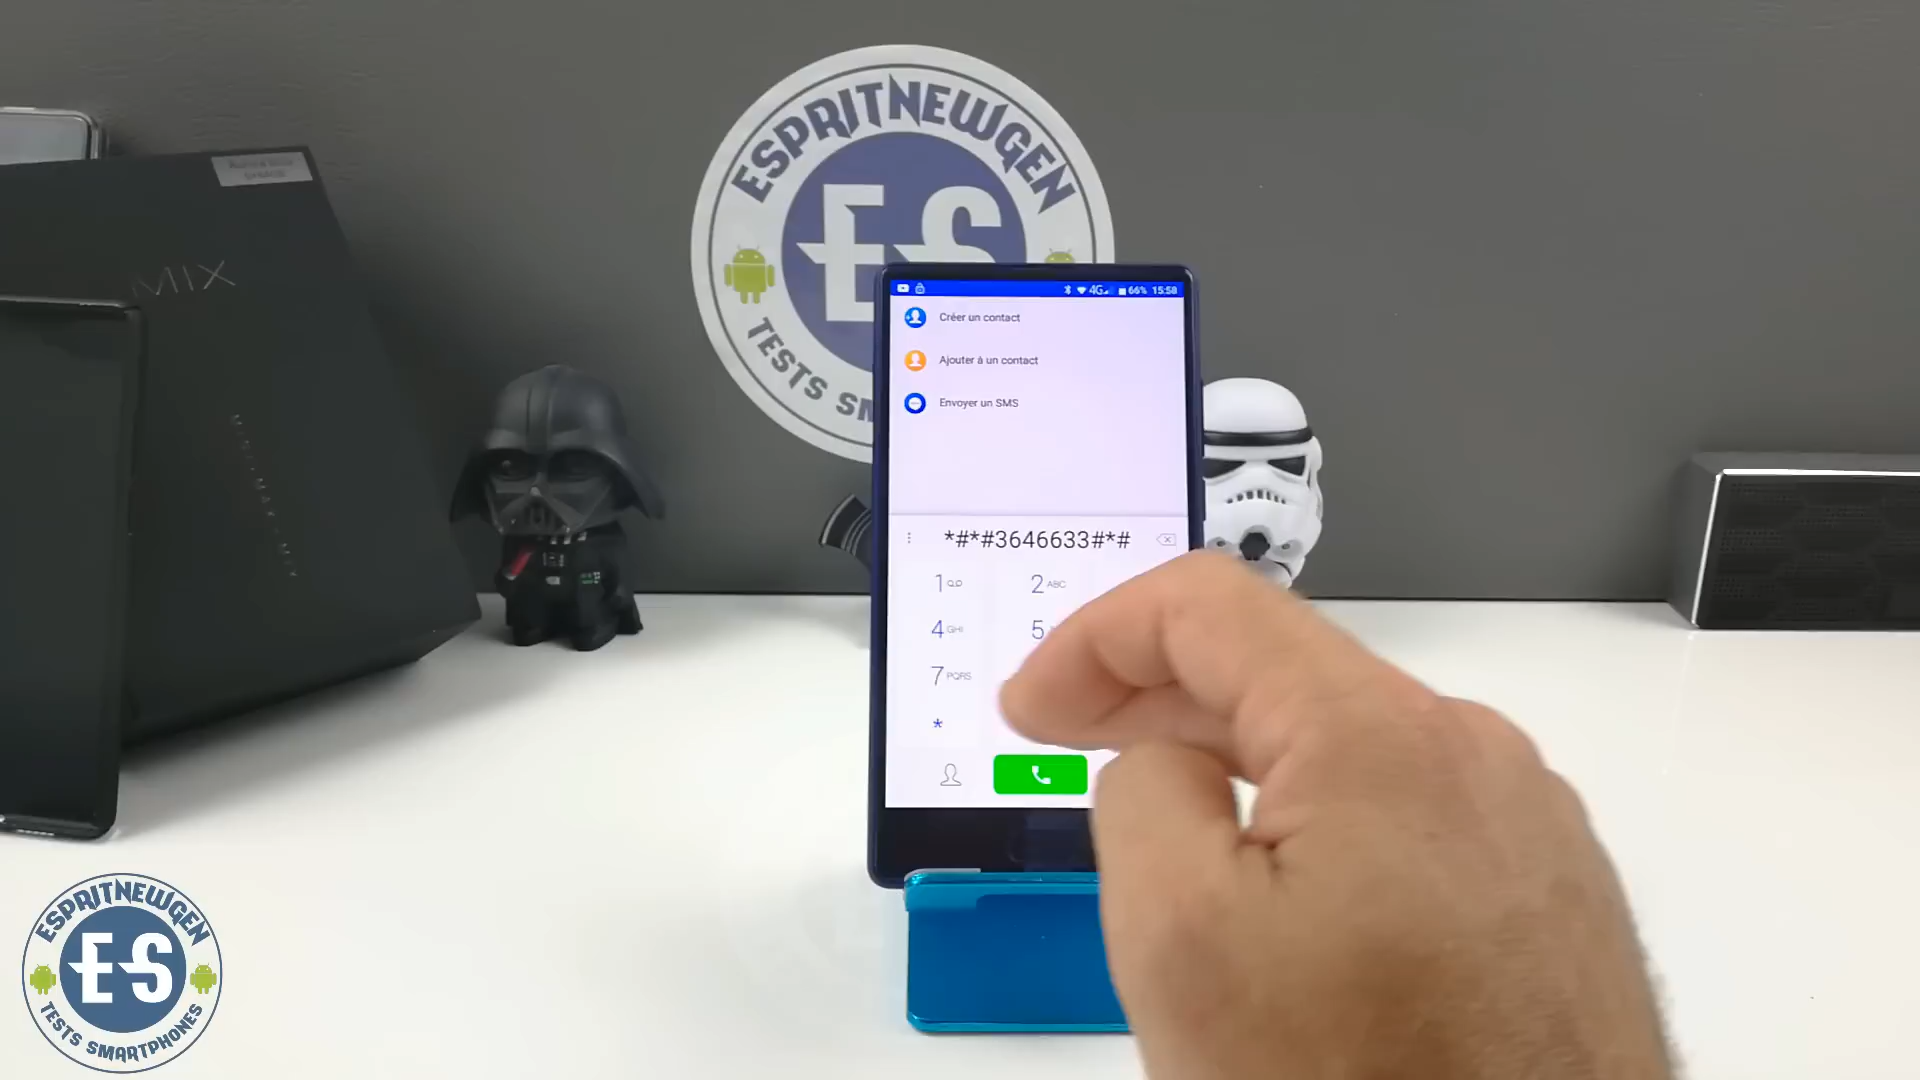 ESPRITNEWGEN
ES
TESTS SM
MIX
4G 66% 15:58
Créer un contact
Ajouter à un contact
Envoyer un SMS
*#*#3646633#*#
1 2 ABC
4 GHI 5
7 PQRS
*
ESPRITNEWGEN
ES
TESTS SMARTPHONES